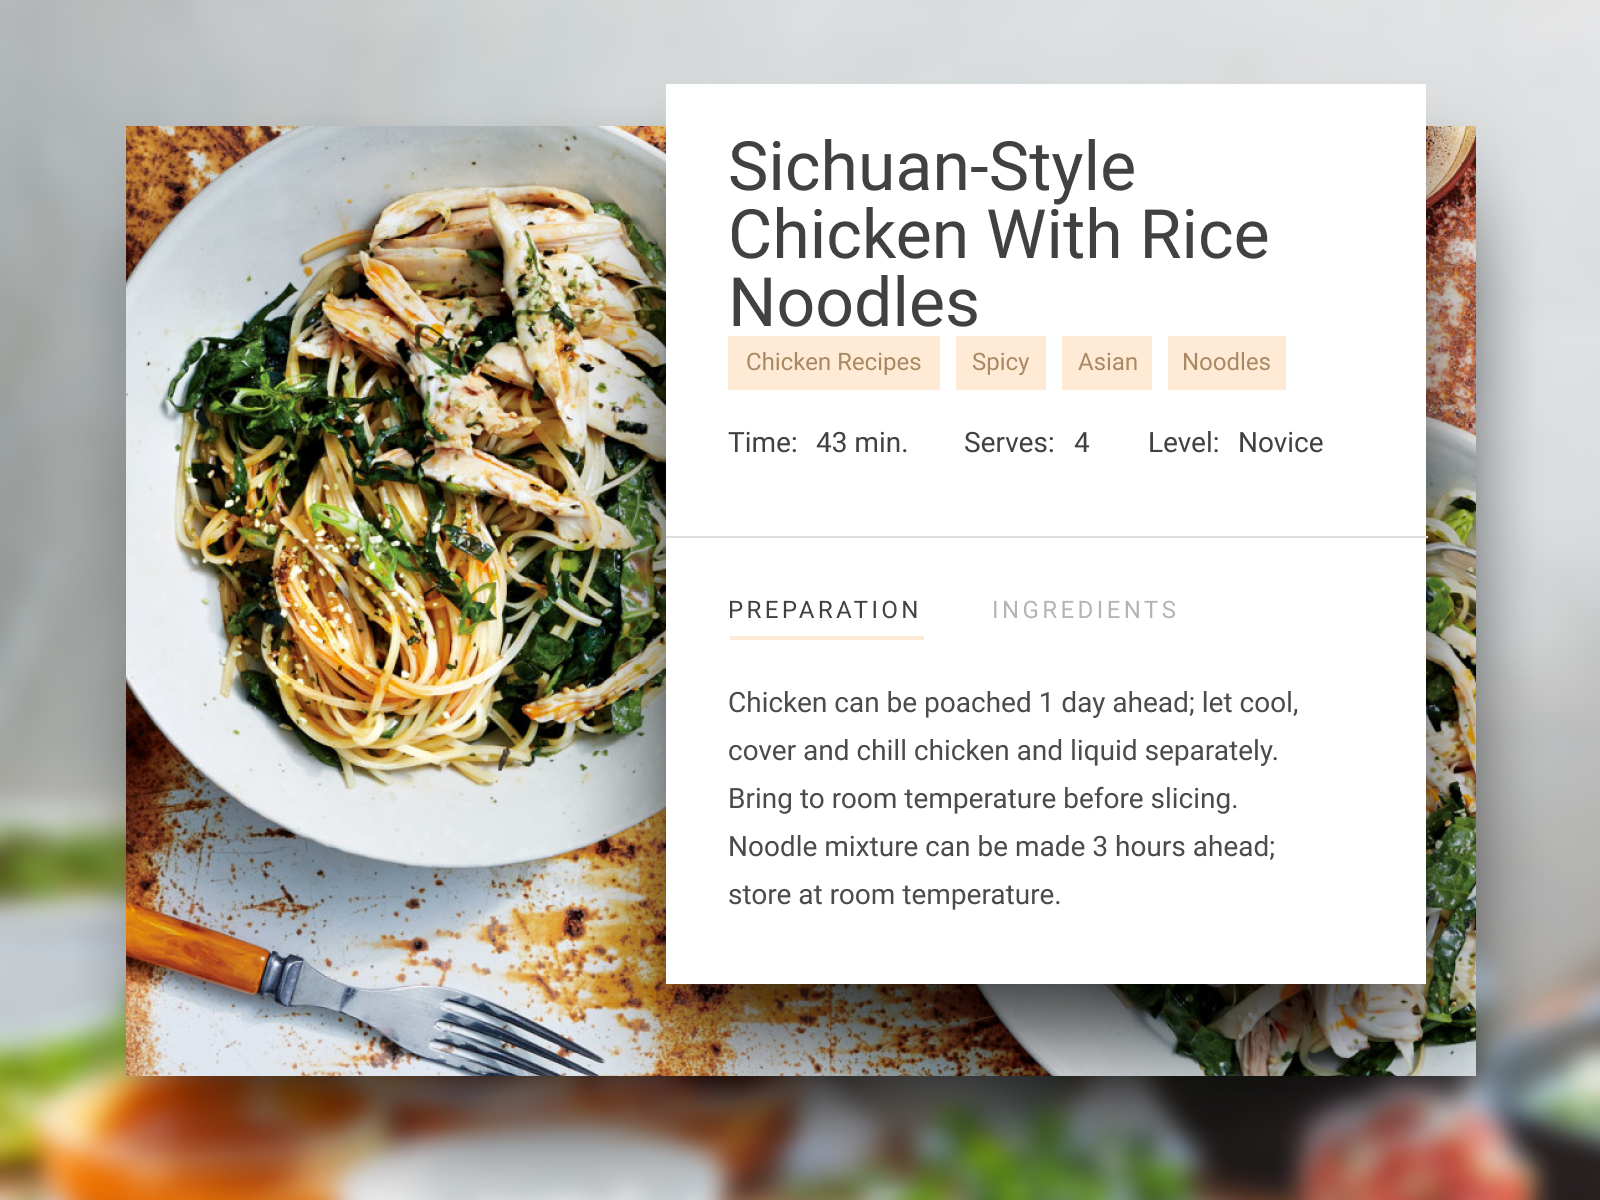 Sichuan-Style
Chicken With Rice
Noodles
Chicken Recipes Spicy Asian Noodles
Time: 43 min. Serves: 4 Level: Novice
PREPARATION INGREDIENTS
Chicken can be poached 1 day ahead; let cool,
cover and chill chicken and liquid separately.
Bring to room temperature before slicing.
Noodle mixture can be made 3 hours ahead;
store at room temperature.